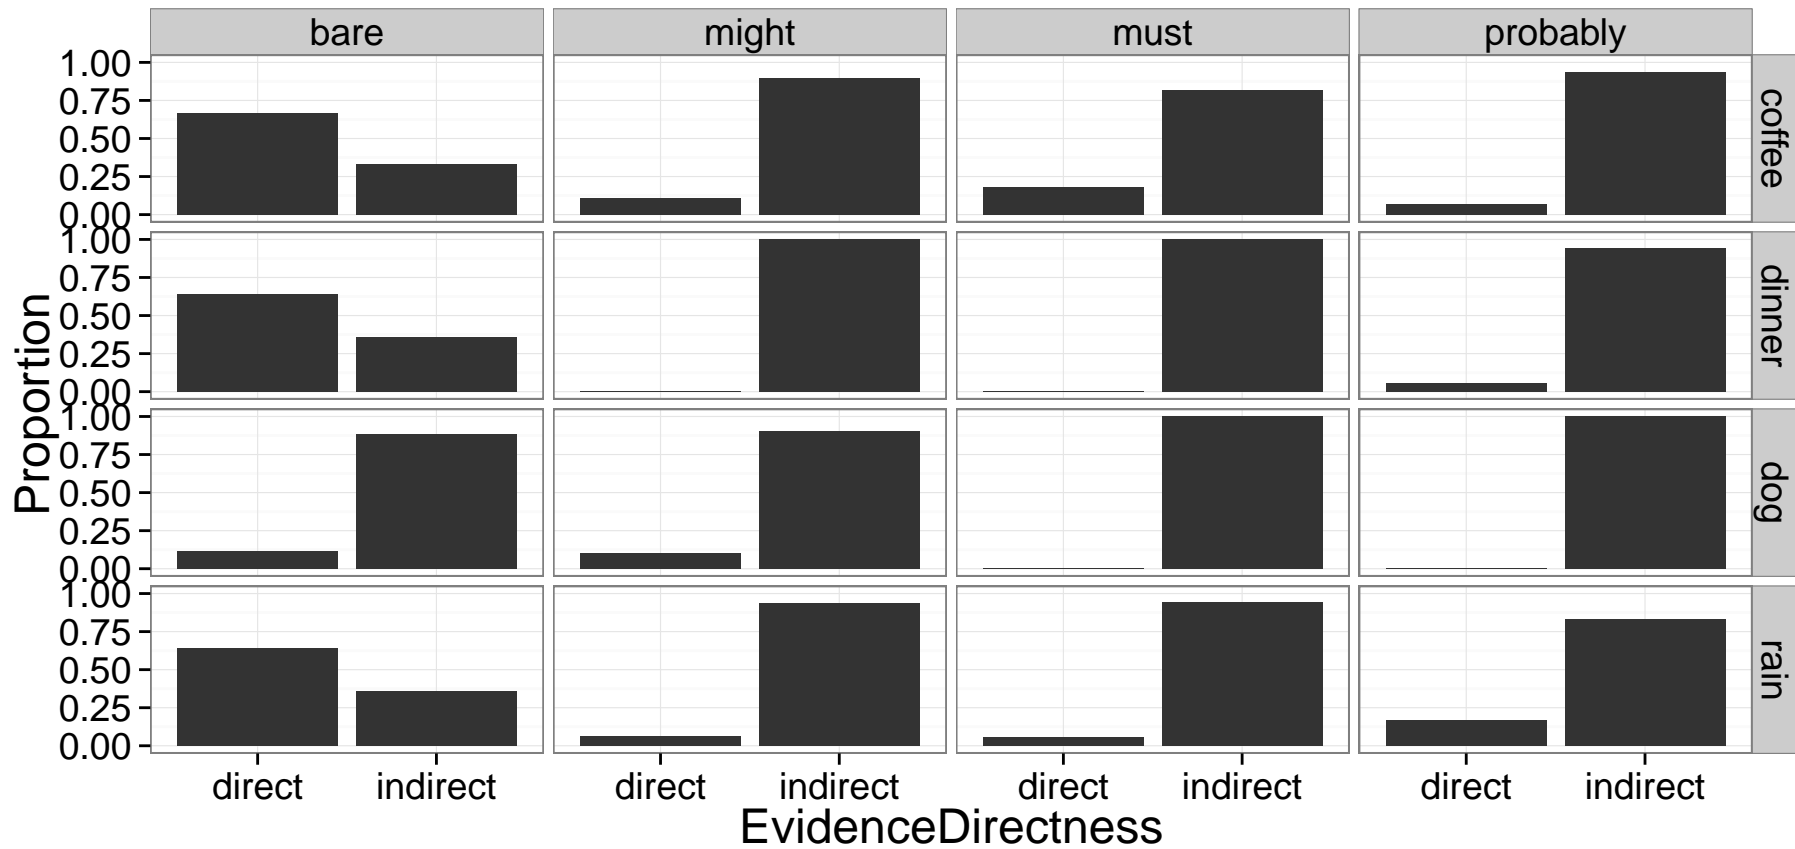 bare might must probably
1.00
0.75
0.50
0.25
0.00
coffee
1.00
0.75
0.50
0.25
0.00
dinner
1.00
0.75
0.50
0.25
0.00
dog
1.00
0.75
0.50
0.25
0.00
rain
Proportion
direct indirect direct indirect direct indirect direct indirect
EvidenceDirectness